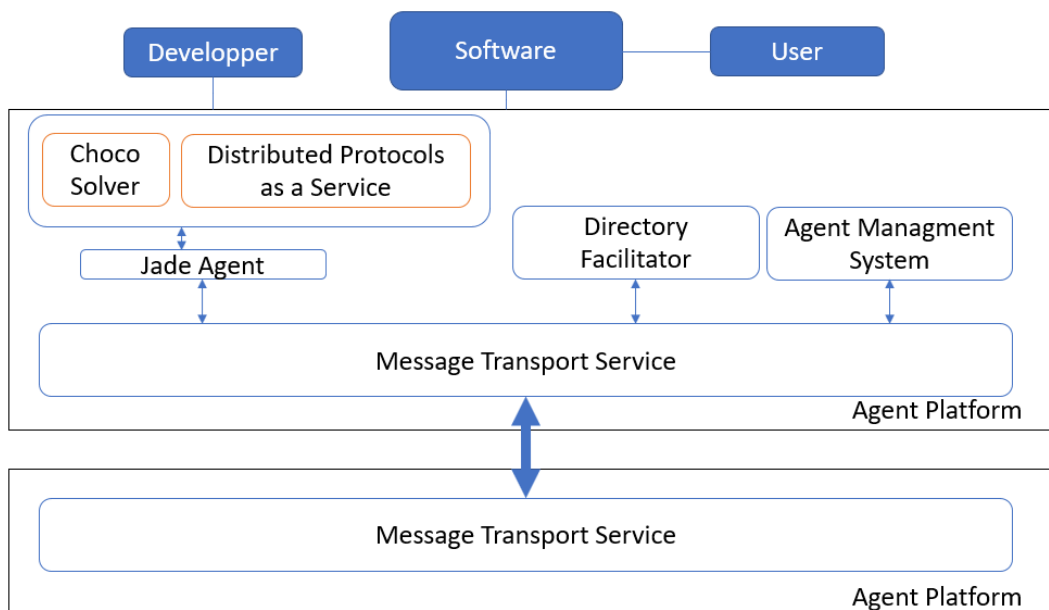 Developper
Software
User
Choco
Solver
Distributed Protocols
as a Service
Directory
Facilitator
Agent Managment
System
Jade Agent
Message Transport Service
Agent Platform
Message Transport Service
Agent Platform